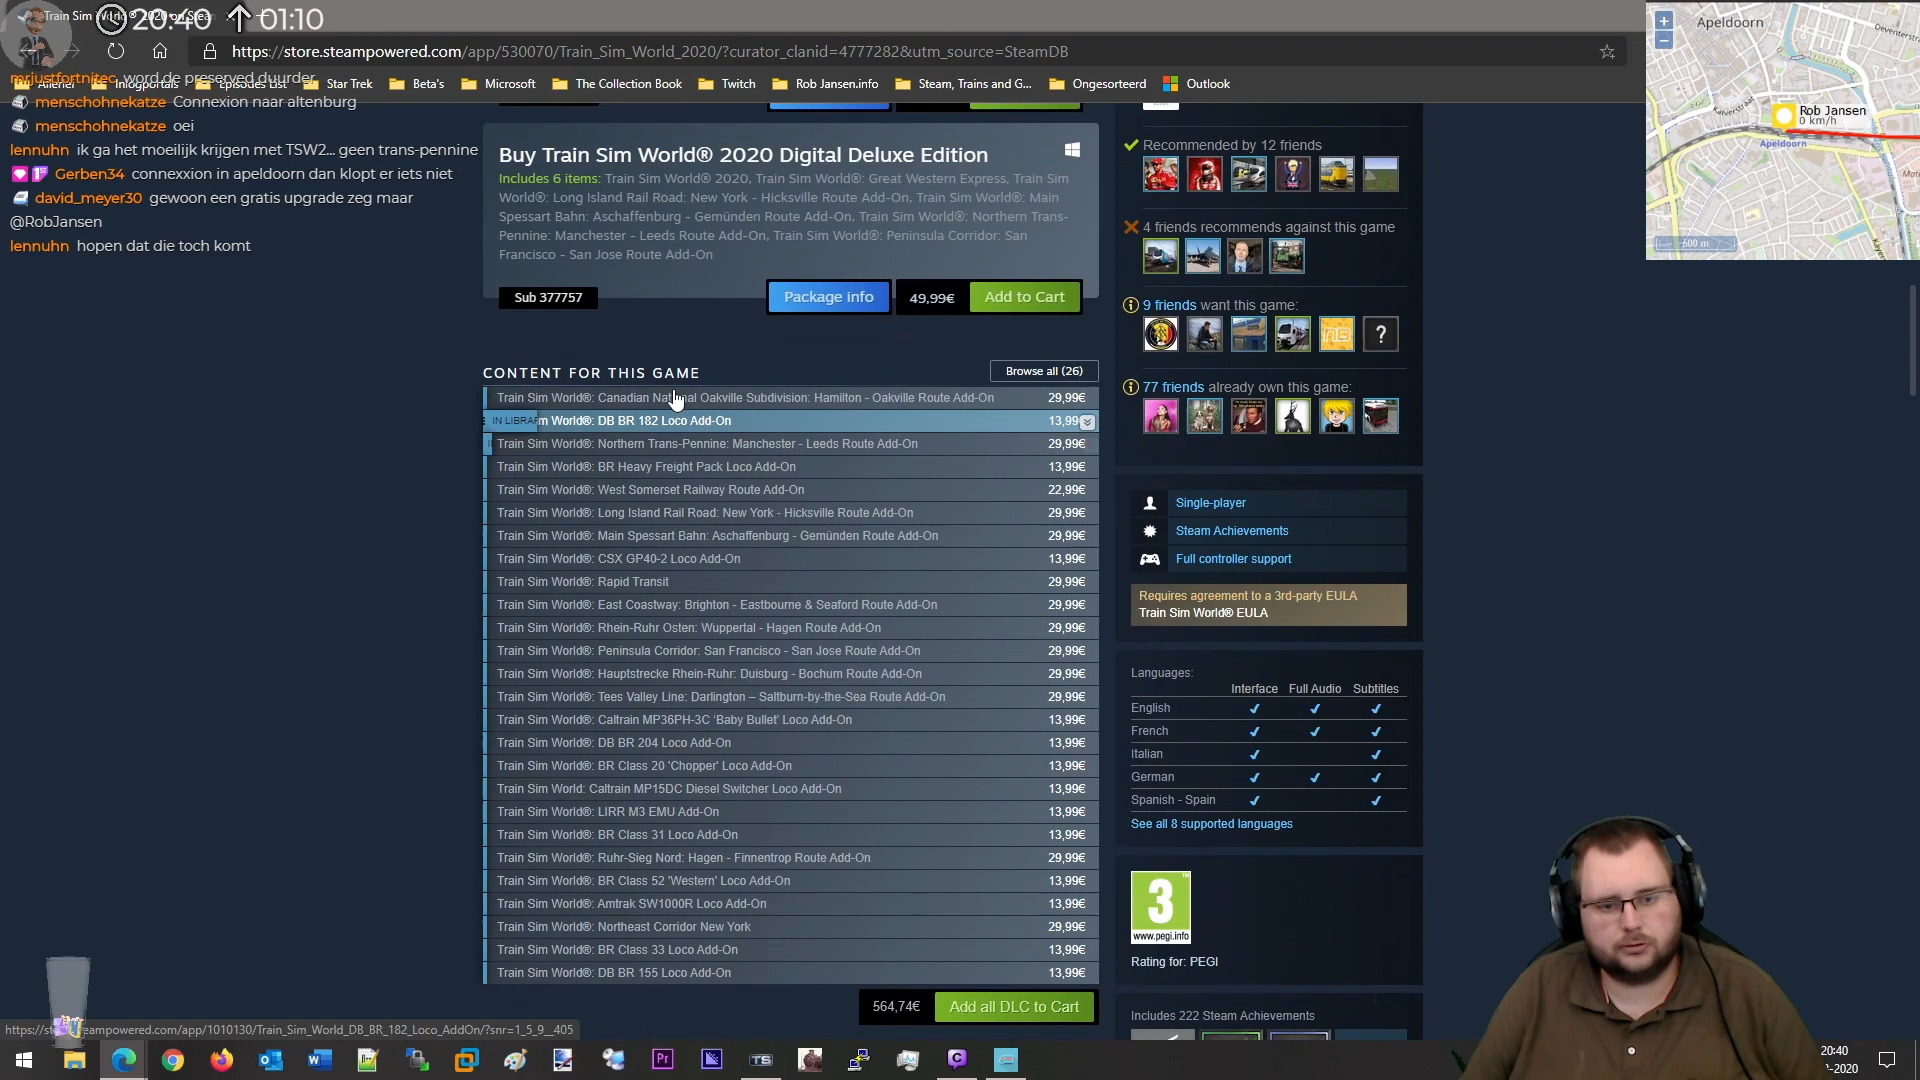 Train Sim World® 2020 on Steam
20:40 01:10
https://store.steampowered.com/app/530070/Train_Sim_World_2020/?curator_clanid=4777282&utm_source=SteamDB
Allerlei Infogportals Episodes List Star Trek Beta's Microsoft The Collection Book Twitch Rob Jansen.info Steam, Trains and G... Ongesorteerd Outlook
mrjustfortnitec word.de preserved duurder
menschohnekatze Connexion naar altenburg
menschohnekatze oei
lennuhn ik ga het moeilijk krijgen met TSW2... geen trans-pennine
Gerben34 connexxion in apeldoorn dan klopt er iets niet
david_meyer30 gewoon een gratis upgrade zeg maar
@RobJansen
lennuhn hopen dat die toch komt
Buy Train Sim World® 2020 Digital Deluxe Edition
Includes 6 items: Train Sim World® 2020, Train Sim World®: Great Western Express, Train Sim
World®: Long Island Rail Road: New York - Hicksville Route Add-On, Train Sim World®: Main
Spessart Bahn: Aschaffenburg - Gemünden Route Add-On, Train Sim World®: Northern Trans-
Pennine: Manchester - Leeds Route Add-On, Train Sim World®: Peninsula Corridor: San
Francisco - San Jose Route Add-On
Sub 377757
Package info
49,99€
Add to Cart
CONTENT FOR THIS GAME
Browse all (26)
Train Sim World®: Canadian National Oakville Subdivision: Hamilton - Oakville Route Add-On 29,99€
IN LIBRAR m World®: DB BR 182 Loco Add-On 13,99€
Train Sim World®: Northern Trans-Pennine: Manchester - Leeds Route Add-On 29,99€
Train Sim World®: BR Heavy Freight Pack Loco Add-On 13,99€
Train Sim World®: West Somerset Railway Route Add-On 22,99€
Train Sim World®: Long Island Rail Road: New York - Hicksville Route Add-On 29,99€
Train Sim World®: Main Spessart Bahn: Aschaffenburg - Gemünden Route Add-On 29,99€
Train Sim World®: CSX GP40-2 Loco Add-On 13,99€
Train Sim World®: Rapid Transit 29,99€
Train Sim World®: East Coastway: Brighton - Eastbourne & Seaford Route Add-On 29,99€
Train Sim World®: Rhein-Ruhr Osten: Wuppertal - Hagen Route Add-On 29,99€
Train Sim World®: Peninsula Corridor: San Francisco - San Jose Route Add-On 29,99€
Train Sim World®: Hauptstrecke Rhein-Ruhr: Duisburg - Bochum Route Add-On 29,99€
Train Sim World®: Tees Valley Line: Darlington – Saltburn-by-the-Sea Route Add-On 29,99€
Train Sim World®: Caltrain MP36PH-3C 'Baby Bullet' Loco Add-On 13,99€
Train Sim World®: DB BR 204 Loco Add-On 13,99€
Train Sim World®: BR Class 20 'Chopper' Loco Add-On 13,99€
Train Sim World: Caltrain MP15DC Diesel Switcher Loco Add-On 13,99€
Train Sim World®: LIRR M3 EMU Add-On 13,99€
Train Sim World®: BR Class 31 Loco Add-On 13,99€
Train Sim World®: Ruhr-Sieg Nord: Hagen - Finnentrop Route Add-On 29,99€
Train Sim World®: BR Class 52 'Western' Loco Add-On 13,99€
Train Sim World®: Amtrak SW1000R Loco Add-On 13,99€
Train Sim World®: Northeast Corridor New York 29,99€
Train Sim World®: BR Class 33 Loco Add-On 13,99€
Train Sim World®: DB BR 155 Loco Add-On 13,99€
564,74€
Add all DLC to Cart
Recommended by 12 friends
4 friends recommends against this game
9 friends want this game:
?
77 friends already own this game:
Single-player
Steam Achievements
Full controller support
Requires agreement to a 3rd-party EULA
Train Sim World® EULA
Languages:
Interface Full Audio Subtitles
English ✔ ✔ ✔
French ✔ ✔ ✔
Italian ✔ ✔
German ✔ ✔ ✔
Spanish - Spain ✔ ✔
See all 8 supported languages
3
www.pegi.info
Rating for: PEGI
Includes 222 Steam Achievements
+
−
Apeldoorn
Deventerstraat
Kalverstraat
Rob Jansen
0 km/h
Apeldoorn
500 m
Pr
TS
20:40
-2020